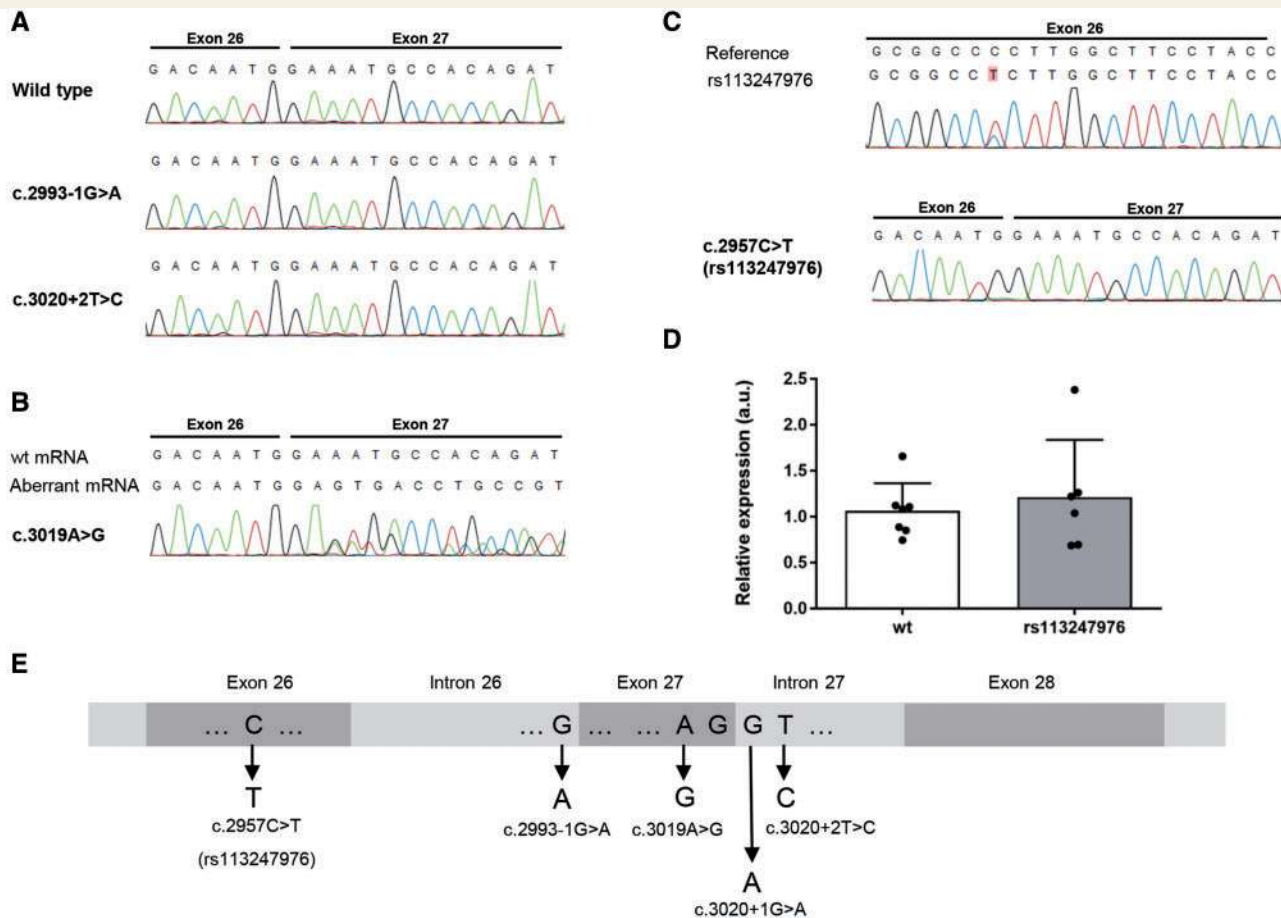 A
Exon 26 Exon 27
G A C A A T G G A A A T G C C A C A G A T
Wild type
G A C A A T G G A A A T G C C A C A G A T
c.2993-1G>A
G A C A A T G G A A A T G C C A C A G A T
c.3020+2T>C
B
Exon 26 Exon 27
wt mRNA G A C A A T G G A A A T G C C A C A G A T
Aberrant mRNA G A C A A T G G A G T G A C C T G C C G T
c.3019A>G
C
Exon 26
Reference G C G G C C C C T T G G C T T C C T A C C
rs113247976 G C G G C C T C T T G G C T T C C T A C C
Exon 26 Exon 27
G A C A A T G G A A A T G C C A C A G A T
c.2957C>T
(rs113247976)
D
Relative expression (a.u.)
2.5
2.0
1.5
1.0
0.5
0.0
wt rs113247976
E
Exon 26 Intron 26 Exon 27 Intron 27 Exon 28
... C ... ... G ... ... A G G T ...
T A G C
c.2957C>T c.2993-1G>A c.3019A>G c.3020+2T>C
(rs113247976)
A
c.3020+1G>A